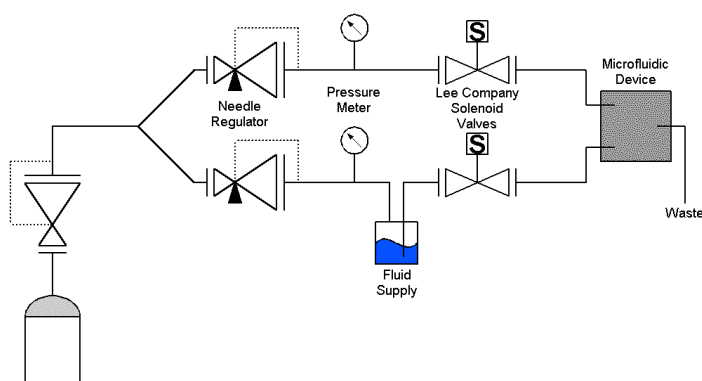 S
Needle
Regulator
Pressure
Meter
Lee Company
Solenoid
Valves
Microfluidic
Device
S
Waste
Fluid
Supply